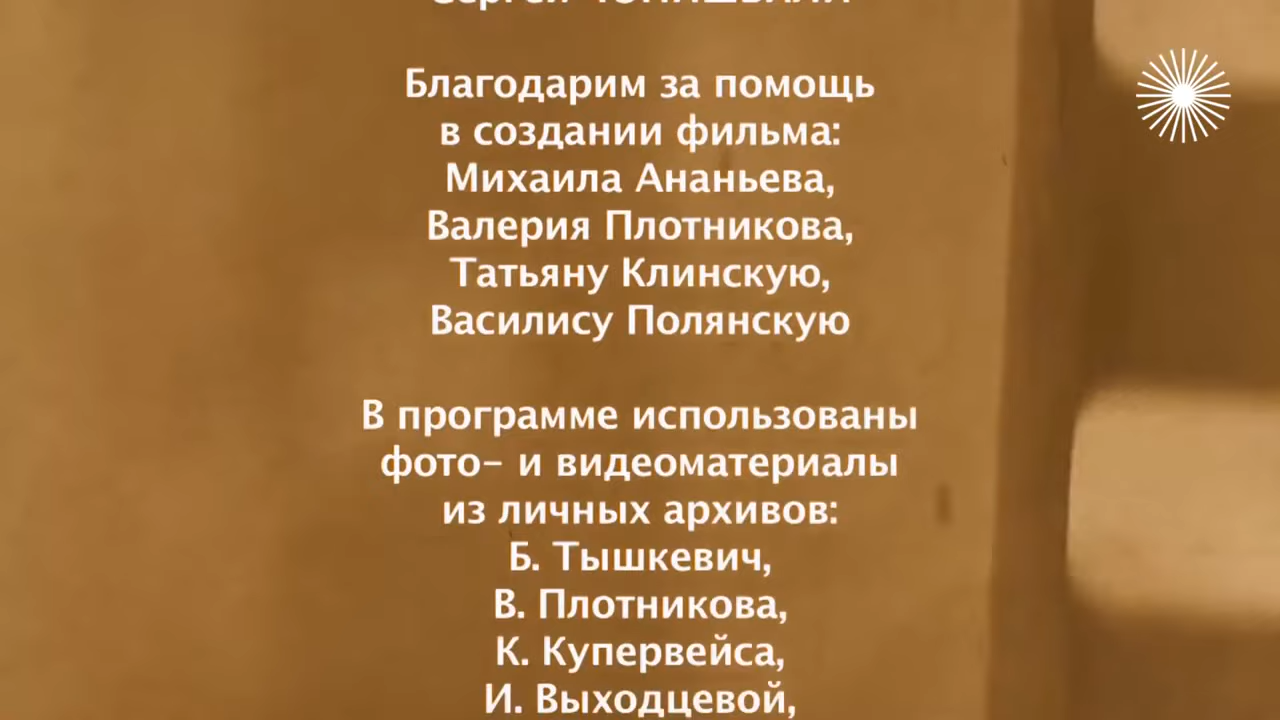 Благодарим за помощь
в создании фильма:
Михаила Ананьева,
Валерия Плотникова,
Татьяну Клинскую,
Василису Полянскую
В программе использованы
фото- и видеоматериалы
из личных архивов:
Б. Тышкевич,
В. Плотникова,
К. Купервейса,
И. Выходцевой,